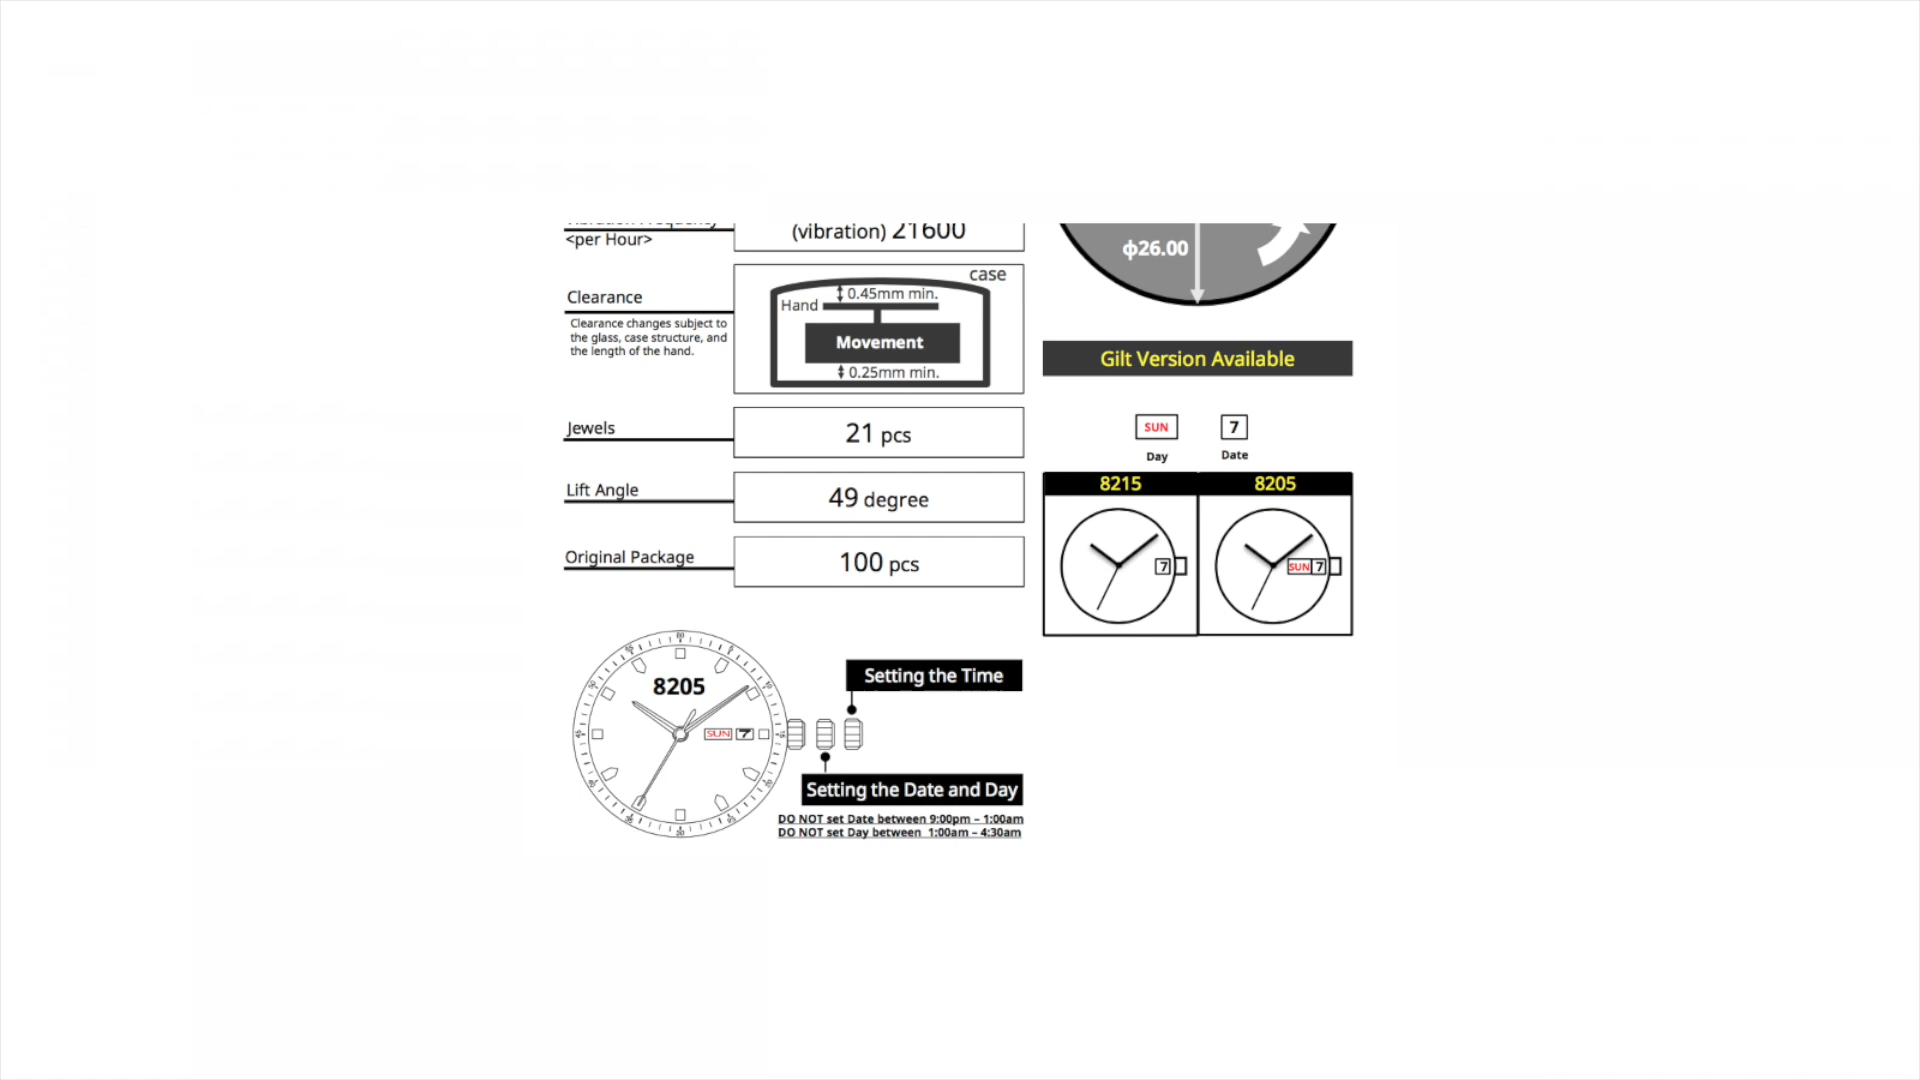 <per Hour>
(vibration) 21600
Clearance
Clearance changes subject to
the glass, case structure, and
the length of the hand.
case
0.45mm min.
Hand
Movement
0.25mm min.
Jewels
21 pcs
Lift Angle
49 degree
Original Package
100 pcs
ϕ26.00
Gilt Version Available
SUN
7
Day
Date
8215
8205
7
SUN 7
8205
SUN 7
Setting the Time
Setting the Date and Day
DO NOT set Date between 9:00pm – 1:00am
DO NOT set Day between 1:00am – 4:30am